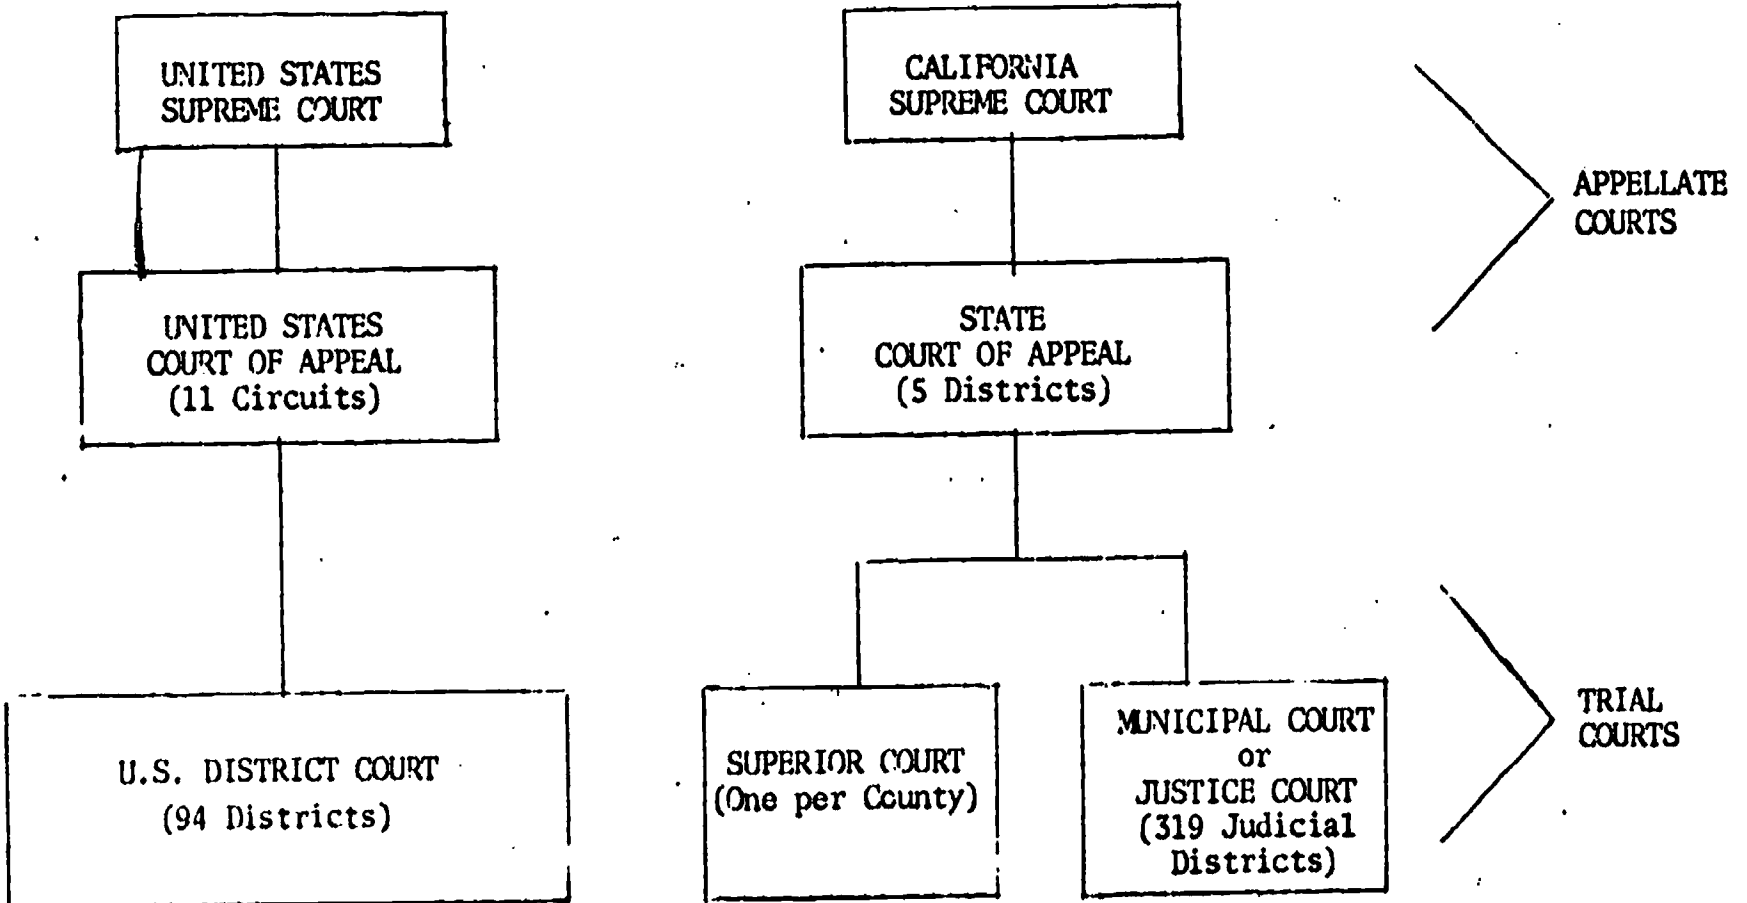 UNITED STATES
SUPREME COURT
CALIFORNIA
SUPREME COURT
APPELLATE
COURTS
UNITED STATES
COURT OF APPEAL
(11 Circuits)
STATE
COURT OF APPEAL
(5 Districts)
U.S. DISTRICT COURT
(94 Districts)
SUPERIOR COURT
(One per County)
MUNICIPAL COURT
or
JUSTICE COURT
(319 Judicial
Districts)
TRIAL
COURTS